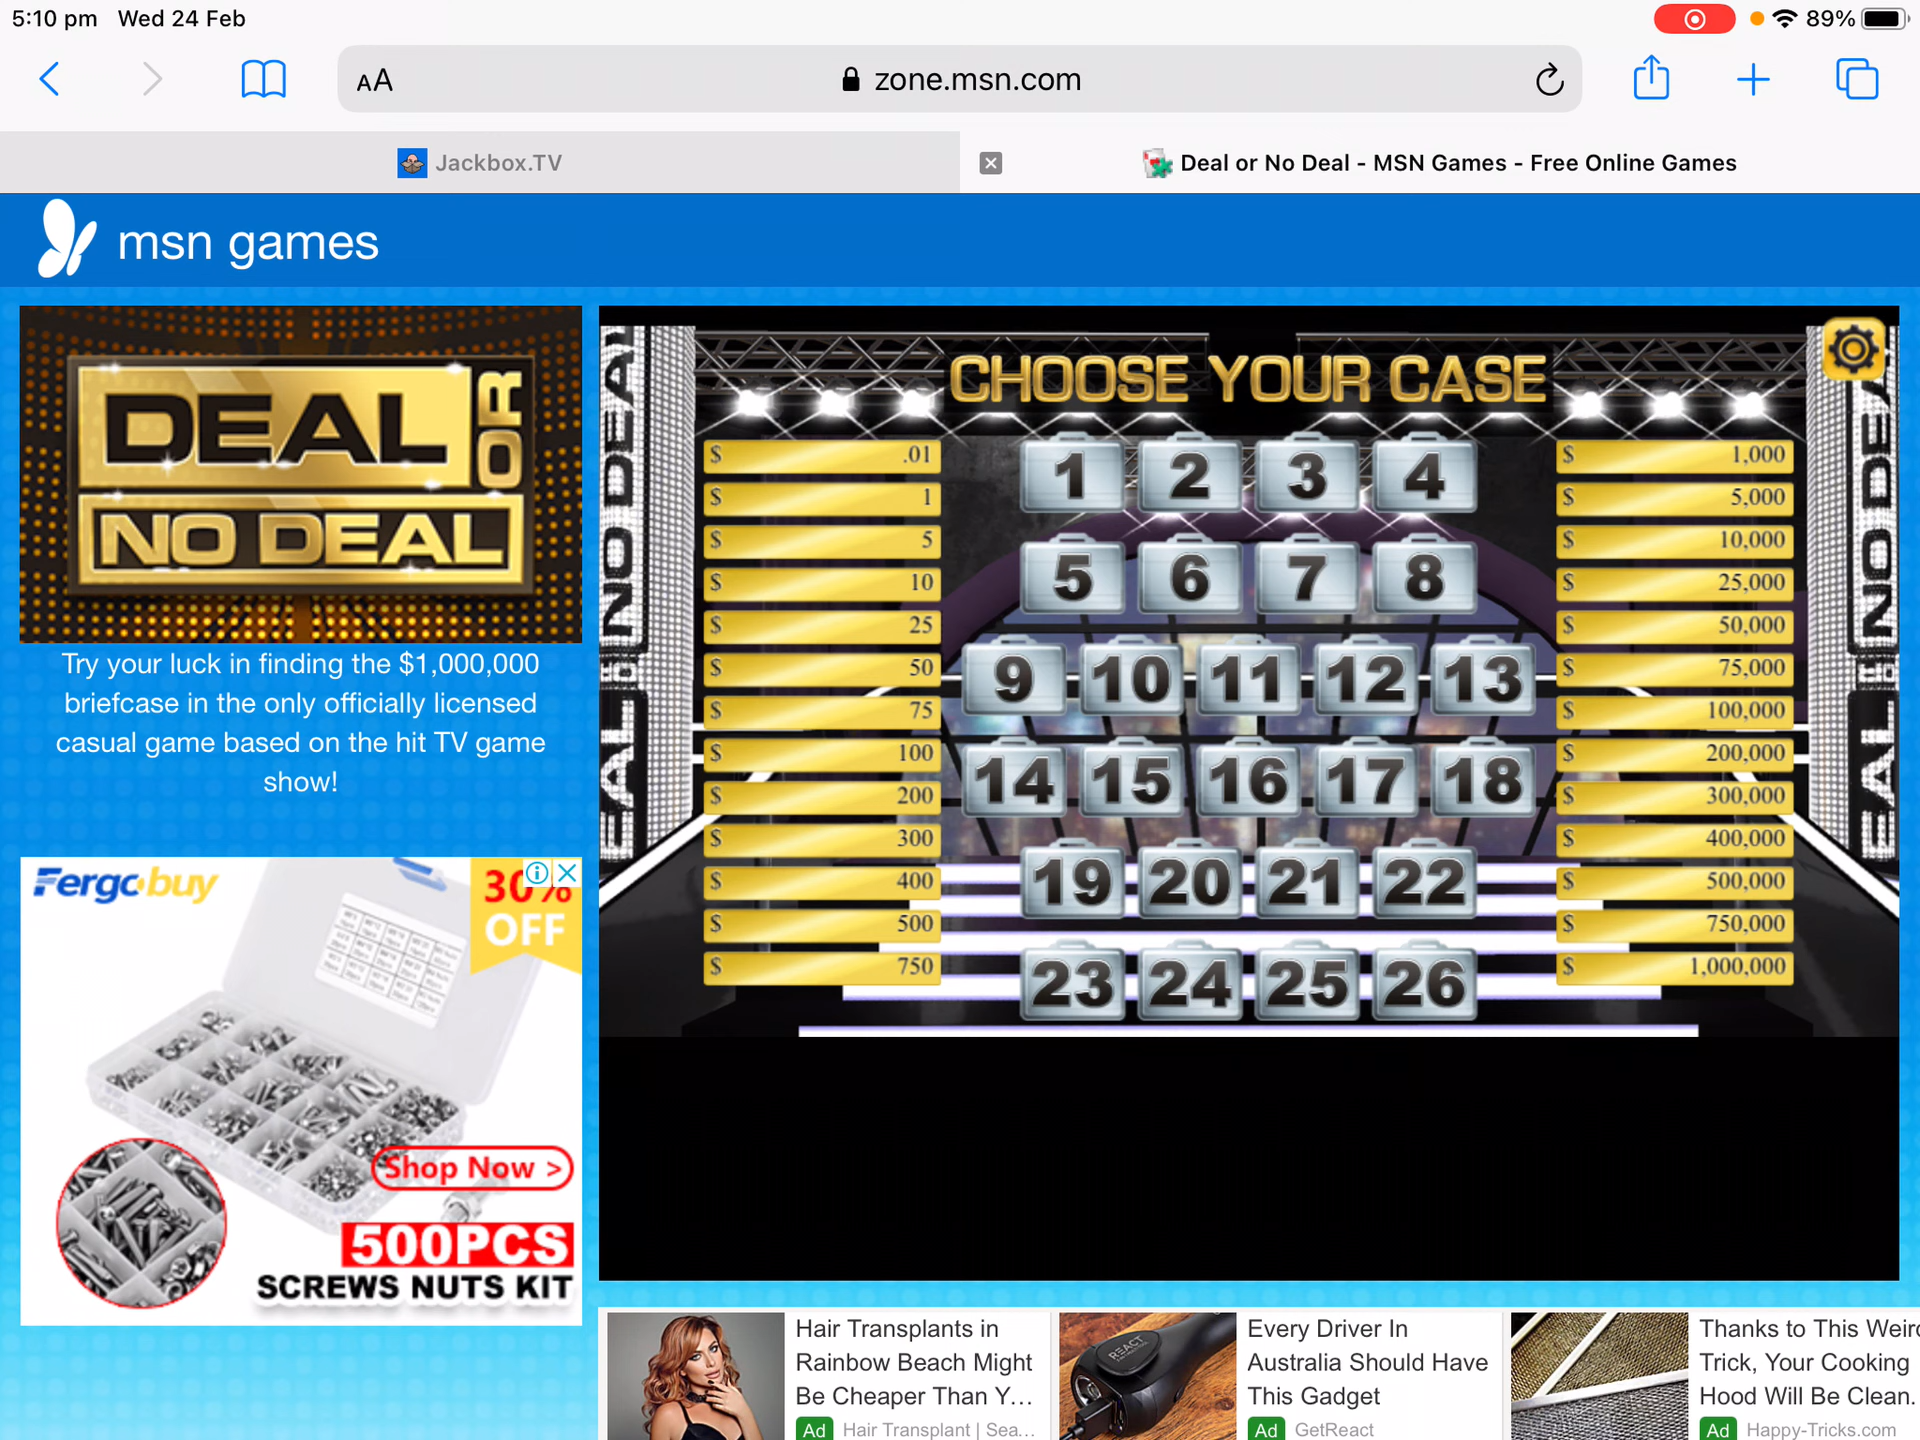 5:10 pm Wed 24 Feb
89%
AA
zone.msn.com
Jackbox.TV
Deal or No Deal - MSN Games - Free Online Games
msn games
DEAL OR
NO DEAL
Try your luck in finding the $1,000,000
briefcase in the only officially licensed
casual game based on the hit TV game
show!
CHOOSE YOUR CASE
$ .01
$ 1
$ 5
$ 10
$ 25
$ 50
$ 75
$ 100
$ 200
$ 300
$ 400
$ 500
$ 750
1 2 3 4
5 6 7 8
9 10 11 12 13
14 15 16 17 18
19 20 21 22
23 24 25 26
$ 1,000
$ 5,000
$ 10,000
$ 25,000
$ 50,000
$ 75,000
$ 100,000
$ 200,000
$ 300,000
$ 400,000
$ 500,000
$ 750,000
$ 1,000,000
NO DEAL
NO DEA
EAL
EAL
Fergobuy
30%
OFF
Shop Now >
500PCS
SCREWS NUTS KIT
Hair Transplants in
Rainbow Beach Might
Be Cheaper Than Y...
Ad Hair Transplant | Sea...
REACT
Every Driver In
Australia Should Have
This Gadget
Ad GetReact
Thanks to This Weir
Trick, Your Cooking
Hood Will Be Clean.
Ad Happy-Tricks.com